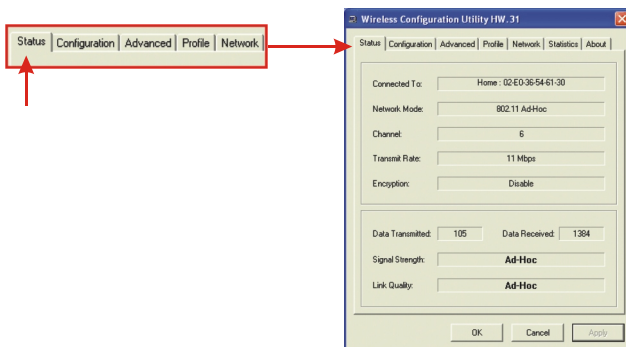 Status Configuration Advanced Profile Network
Wireless Configuration Utility HW.31
Status Configuration Advanced Profile Network Statistics About
Connected To: Home : 02-E0-36-54-61-30
Network Mode: 802.11 Ad-Hoc
Channel: 6
Transmit Rate: 11 Mbps
Encryption: Disable
Data Transmitted: 105 Data Received: 1384
Signal Strength: Ad-Hoc
Link Quality: Ad-Hoc
OK Cancel Apply